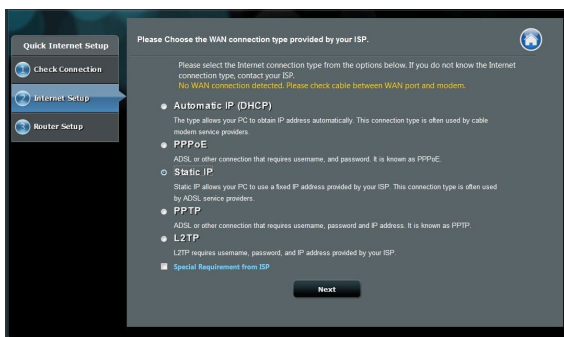 Quick Internet Setup
1 Check Connection
2 Internet Setup
3 Router Setup
Please Choose the WAN connection type provided by your ISP.
Please select the Internet connection type from the options below. If you do not know the Internet
connection type, contact your ISP.
No WAN connection detected. Please check cable between WAN port and modem.
Automatic IP (DHCP)
The type allows your PC to obtain IP address automatically. This connection type is often used by cable
modem service providers.
PPPoE
ADSL or other connection that requires username, and password. It is known as PPPoE.
Static IP
Static IP allows your PC to use a fixed IP address provided by your ISP. This connection type is often used
by ADSL service providers.
PPTP
ADSL or other connection that requires username, password and IP address. It is known as PPTP.
L2TP
L2TP requires username, password, and IP address provided by your ISP.
Special Requirement from ISP
Next